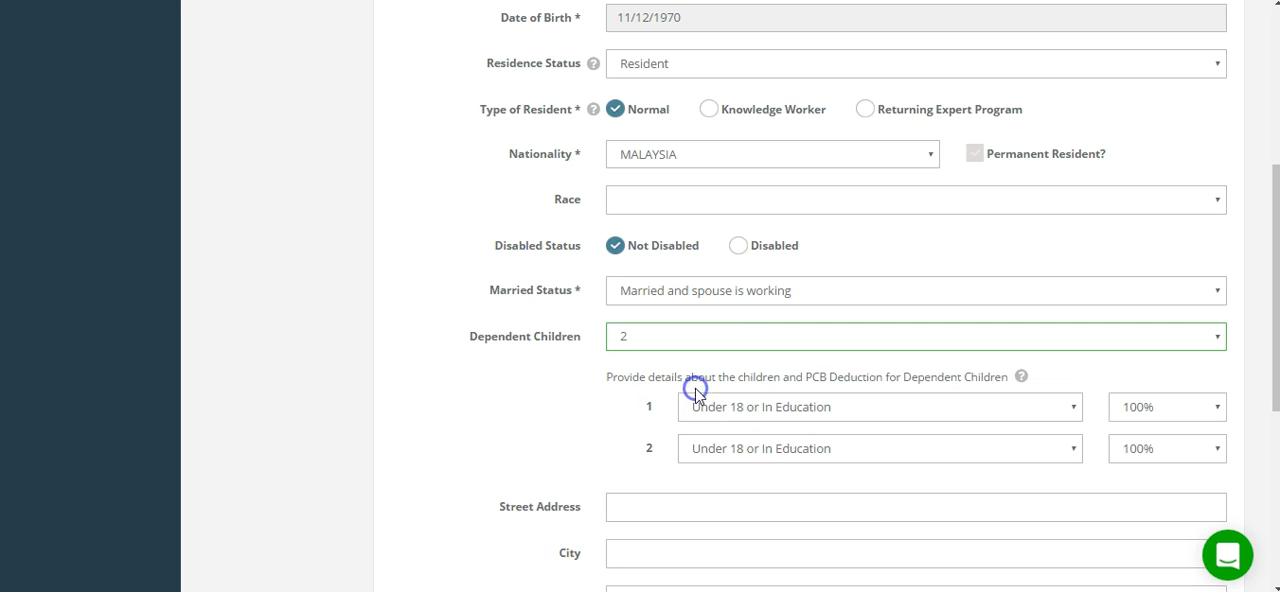 Date of Birth * 11/12/1970
Residence Status ? Resident
Type of Resident * ? Normal Knowledge Worker Returning Expert Program
Nationality * MALAYSIA Permanent Resident?
Race
Disabled Status Not Disabled Disabled
Married Status * Married and spouse is working
Dependent Children 2
Provide details about the children and PCB Deduction for Dependent Children ?
1 Under 18 or In Education 100%
2 Under 18 or In Education 100%
Street Address
City